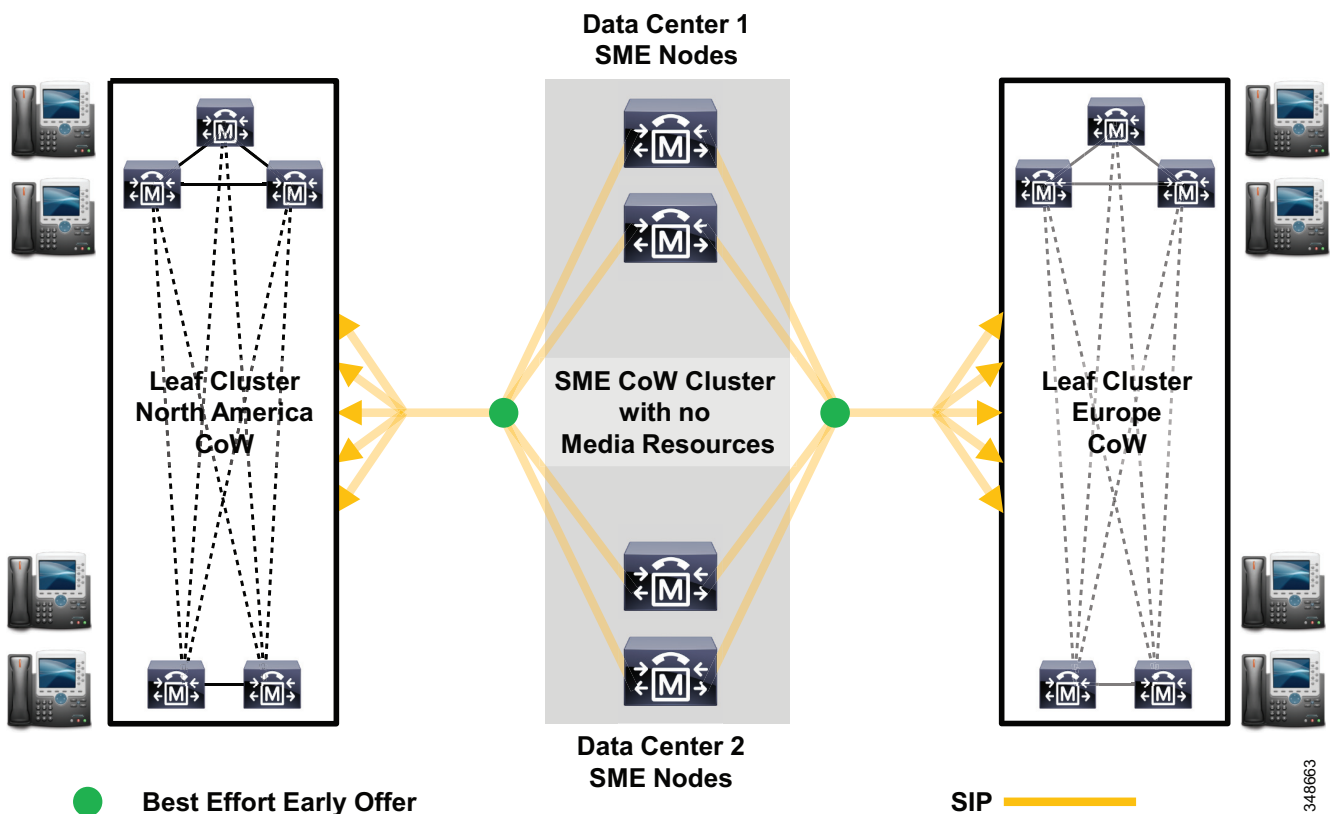 Data Center 1
SME Nodes
M
M
M
M
M
M
M
M
Leaf Cluster
North America
CoW
SME CoW Cluster
with no
Media Resources
Leaf Cluster
Europe
CoW
M
M
M
M
M
M
Data Center 2
SME Nodes
Best Effort Early Offer
SIP
348663